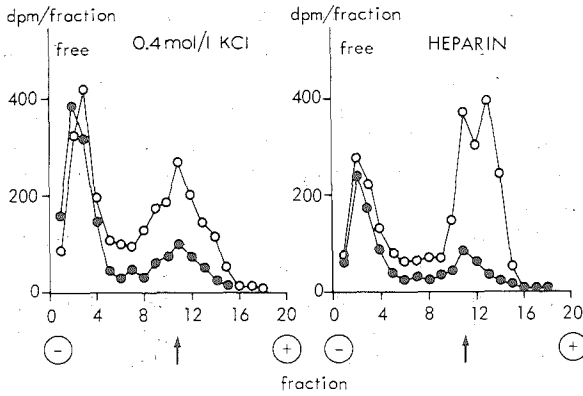 dpm/fraction
dpm/fraction
free
0.4 mol/l KCl
free
HEPARIN
400
400
200
200
0
0
0 4 8 12 16 20
0 4 8 12 16 20
- ↑ +
- ↑ +
fraction